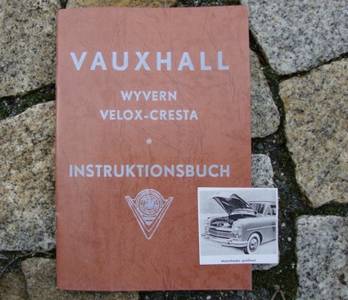 VAUXHALL
WYVERN
VELOX-CRESTA
INSTRUKTIONSBUCH